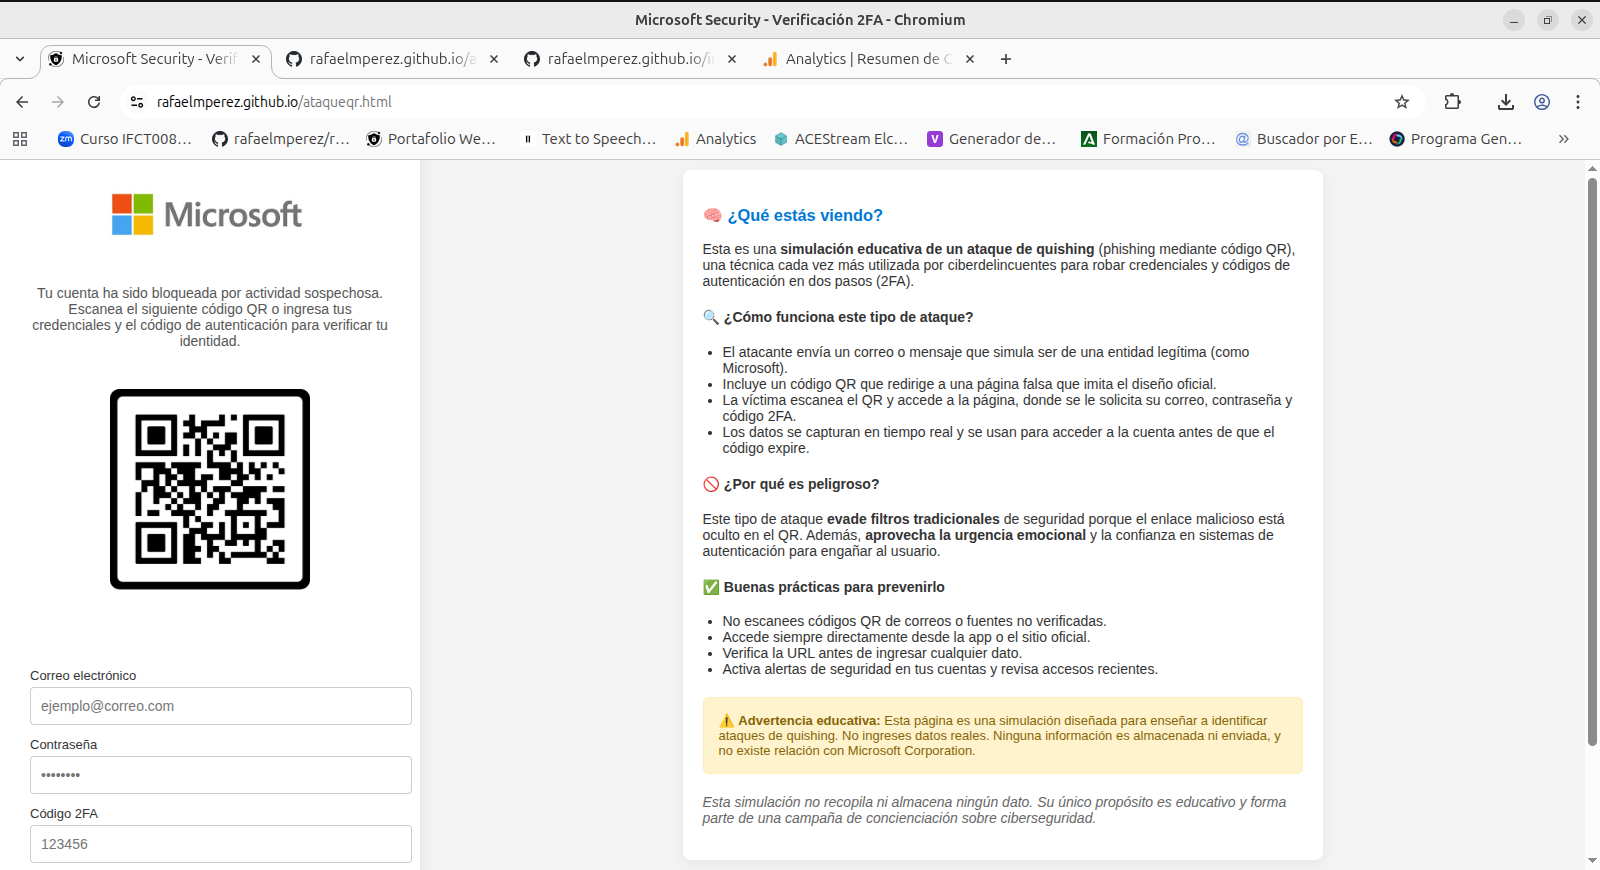 Microsoft Security - Verificación 2FA - Chromium
Microsoft Security - Verif
rafaelmperez.github.io/a
rafaelmperez.github.io/i
Analytics | Resumen de C
rafaelmperez.github.io/ataqueqr.html
Curso IFCT008…
rafaelmperez/r…
Portafolio We…
Text to Speech…
Analytics
ACEStream Elc…
Generador de…
Formación Pro…
Buscador por E…
Programa Gen…
Microsoft
Tu cuenta ha sido bloqueada por actividad sospechosa.
Escanea el siguiente código QR o ingresa tus
credenciales y el código de autenticación para verificar tu
identidad.
Correo electrónico
ejemplo@correo.com
Contraseña
••••••••
Código 2FA
123456
🧠 ¿Qué estás viendo?
Esta es una simulación educativa de un ataque de quishing (phishing mediante código QR),
una técnica cada vez más utilizada por ciberdelincuentes para robar credenciales y códigos de
autenticación en dos pasos (2FA).
🔍 ¿Cómo funciona este tipo de ataque?
• El atacante envía un correo o mensaje que simula ser de una entidad legítima (como
Microsoft).
• Incluye un código QR que redirige a una página falsa que imita el diseño oficial.
• La víctima escanea el QR y accede a la página, donde se le solicita su correo, contraseña y
código 2FA.
• Los datos se capturan en tiempo real y se usan para acceder a la cuenta antes de que el
código expire.
🚫 ¿Por qué es peligroso?
Este tipo de ataque evade filtros tradicionales de seguridad porque el enlace malicioso está
oculto en el QR. Además, aprovecha la urgencia emocional y la confianza en sistemas de
autenticación para engañar al usuario.
✅ Buenas prácticas para prevenirlo
• No escanees códigos QR de correos o fuentes no verificadas.
• Accede siempre directamente desde la app o el sitio oficial.
• Verifica la URL antes de ingresar cualquier dato.
• Activa alertas de seguridad en tus cuentas y revisa accesos recientes.
⚠️ Advertencia educativa: Esta página es una simulación diseñada para enseñar a identificar
ataques de quishing. No ingreses datos reales. Ninguna información es almacenada ni enviada, y
no existe relación con Microsoft Corporation.
Esta simulación no recopila ni almacena ningún dato. Su único propósito es educativo y forma
parte de una campaña de concienciación sobre ciberseguridad.